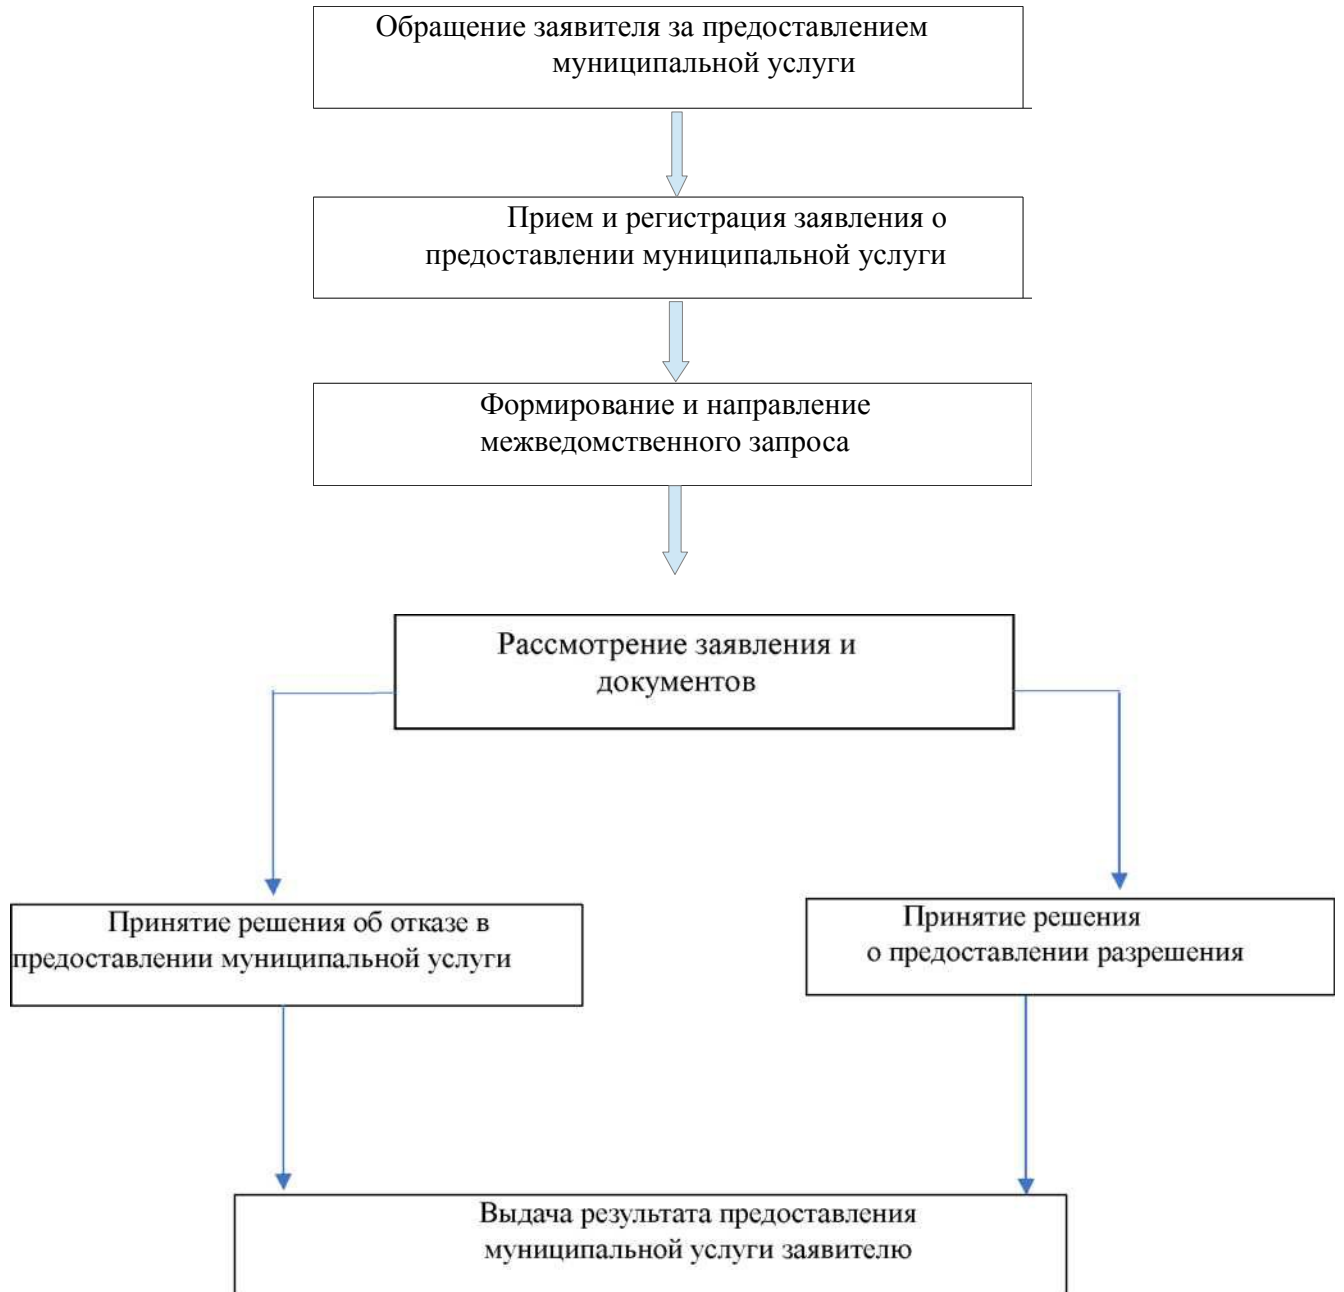 Обращение заявителя за предоставлением
муниципальной услуги
Прием и регистрация заявления о
предоставлении муниципальной услуги
Формирование и направление
межведомственного запроса
Рассмотрение заявления и
документов
Принятие решения об отказе в
предоставлении муниципальной услуги
Принятие решения
о предоставлении разрешения
Выдача результата предоставления
муниципальной услуги заявителю